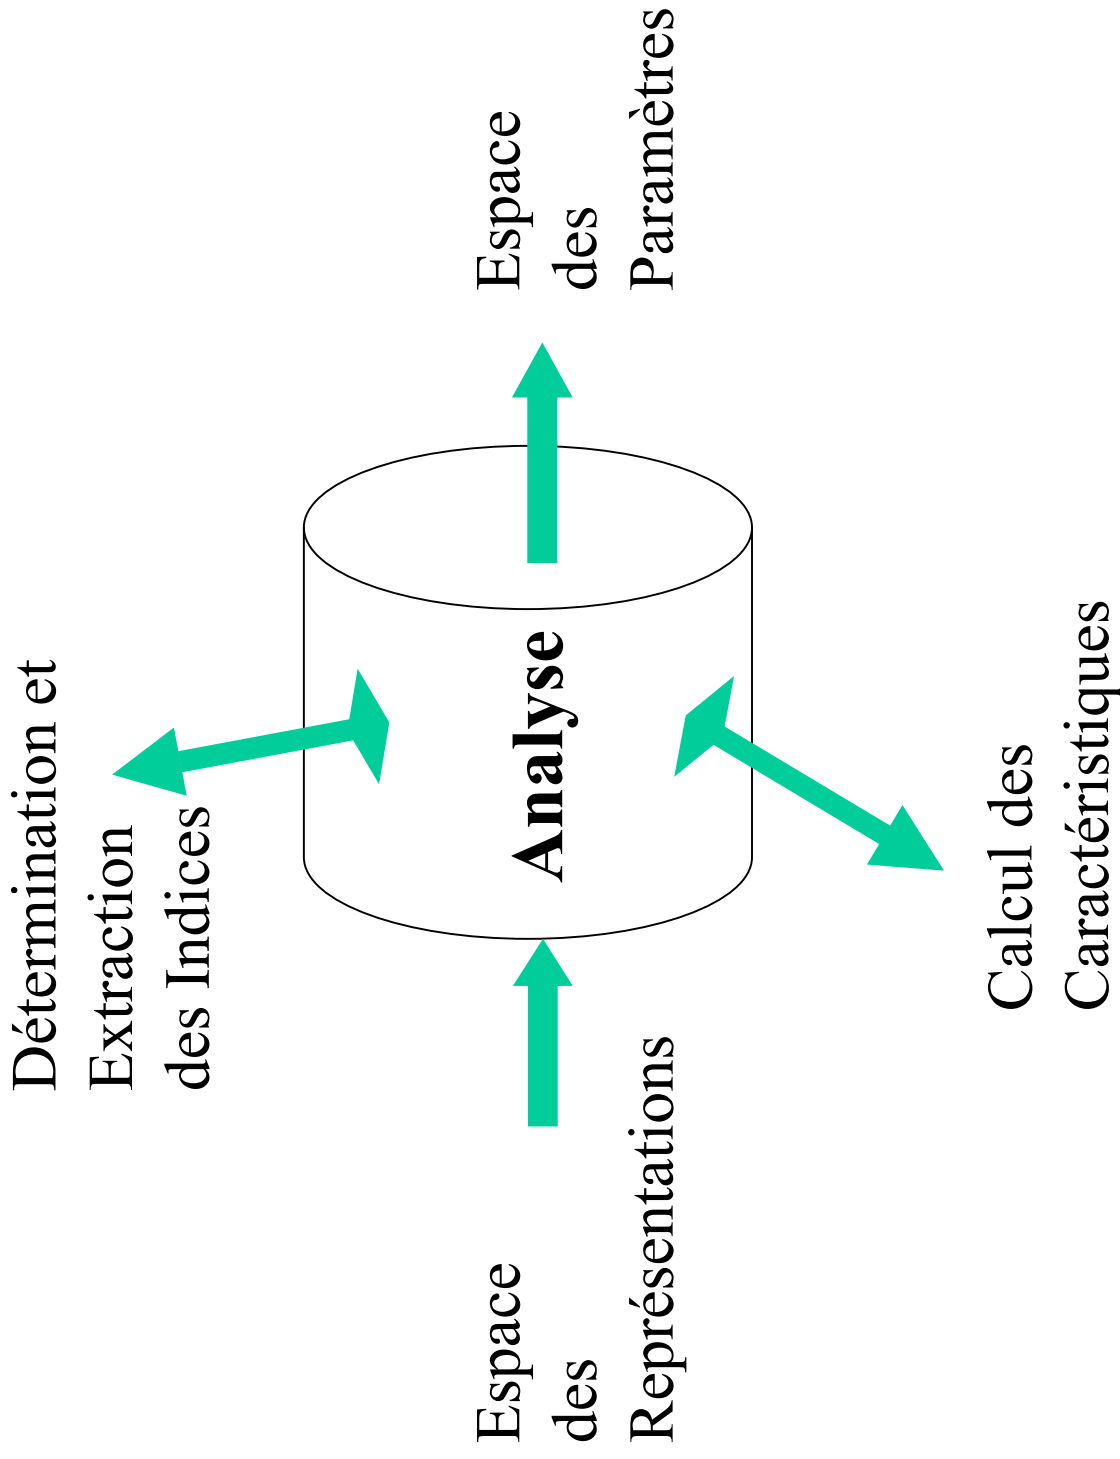 Détermination et
Extraction
des Indices
Espace
des
Représentations
Analyse
Espace
des
Paramètres
Calcul des
Caractéristiques